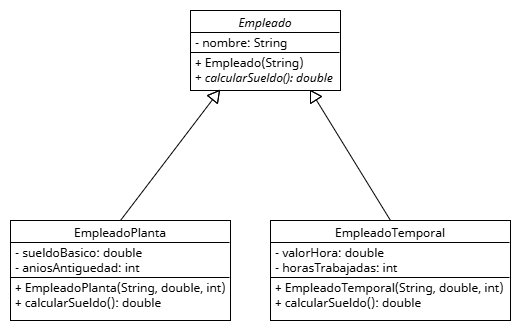 Empleado
- nombre: String
+ Empleado(String)
+ calcularSueldo(): double
EmpleadoPlanta
- sueldoBasico: double
- aniosAntiguedad: int
+ EmpleadoPlanta(String, double, int)
+ calcularSueldo(): double
EmpleadoTemporal
- valorHora: double
- horasTrabajadas: int
+ EmpleadoTemporal(String, double, int)
+ calcularSueldo(): double